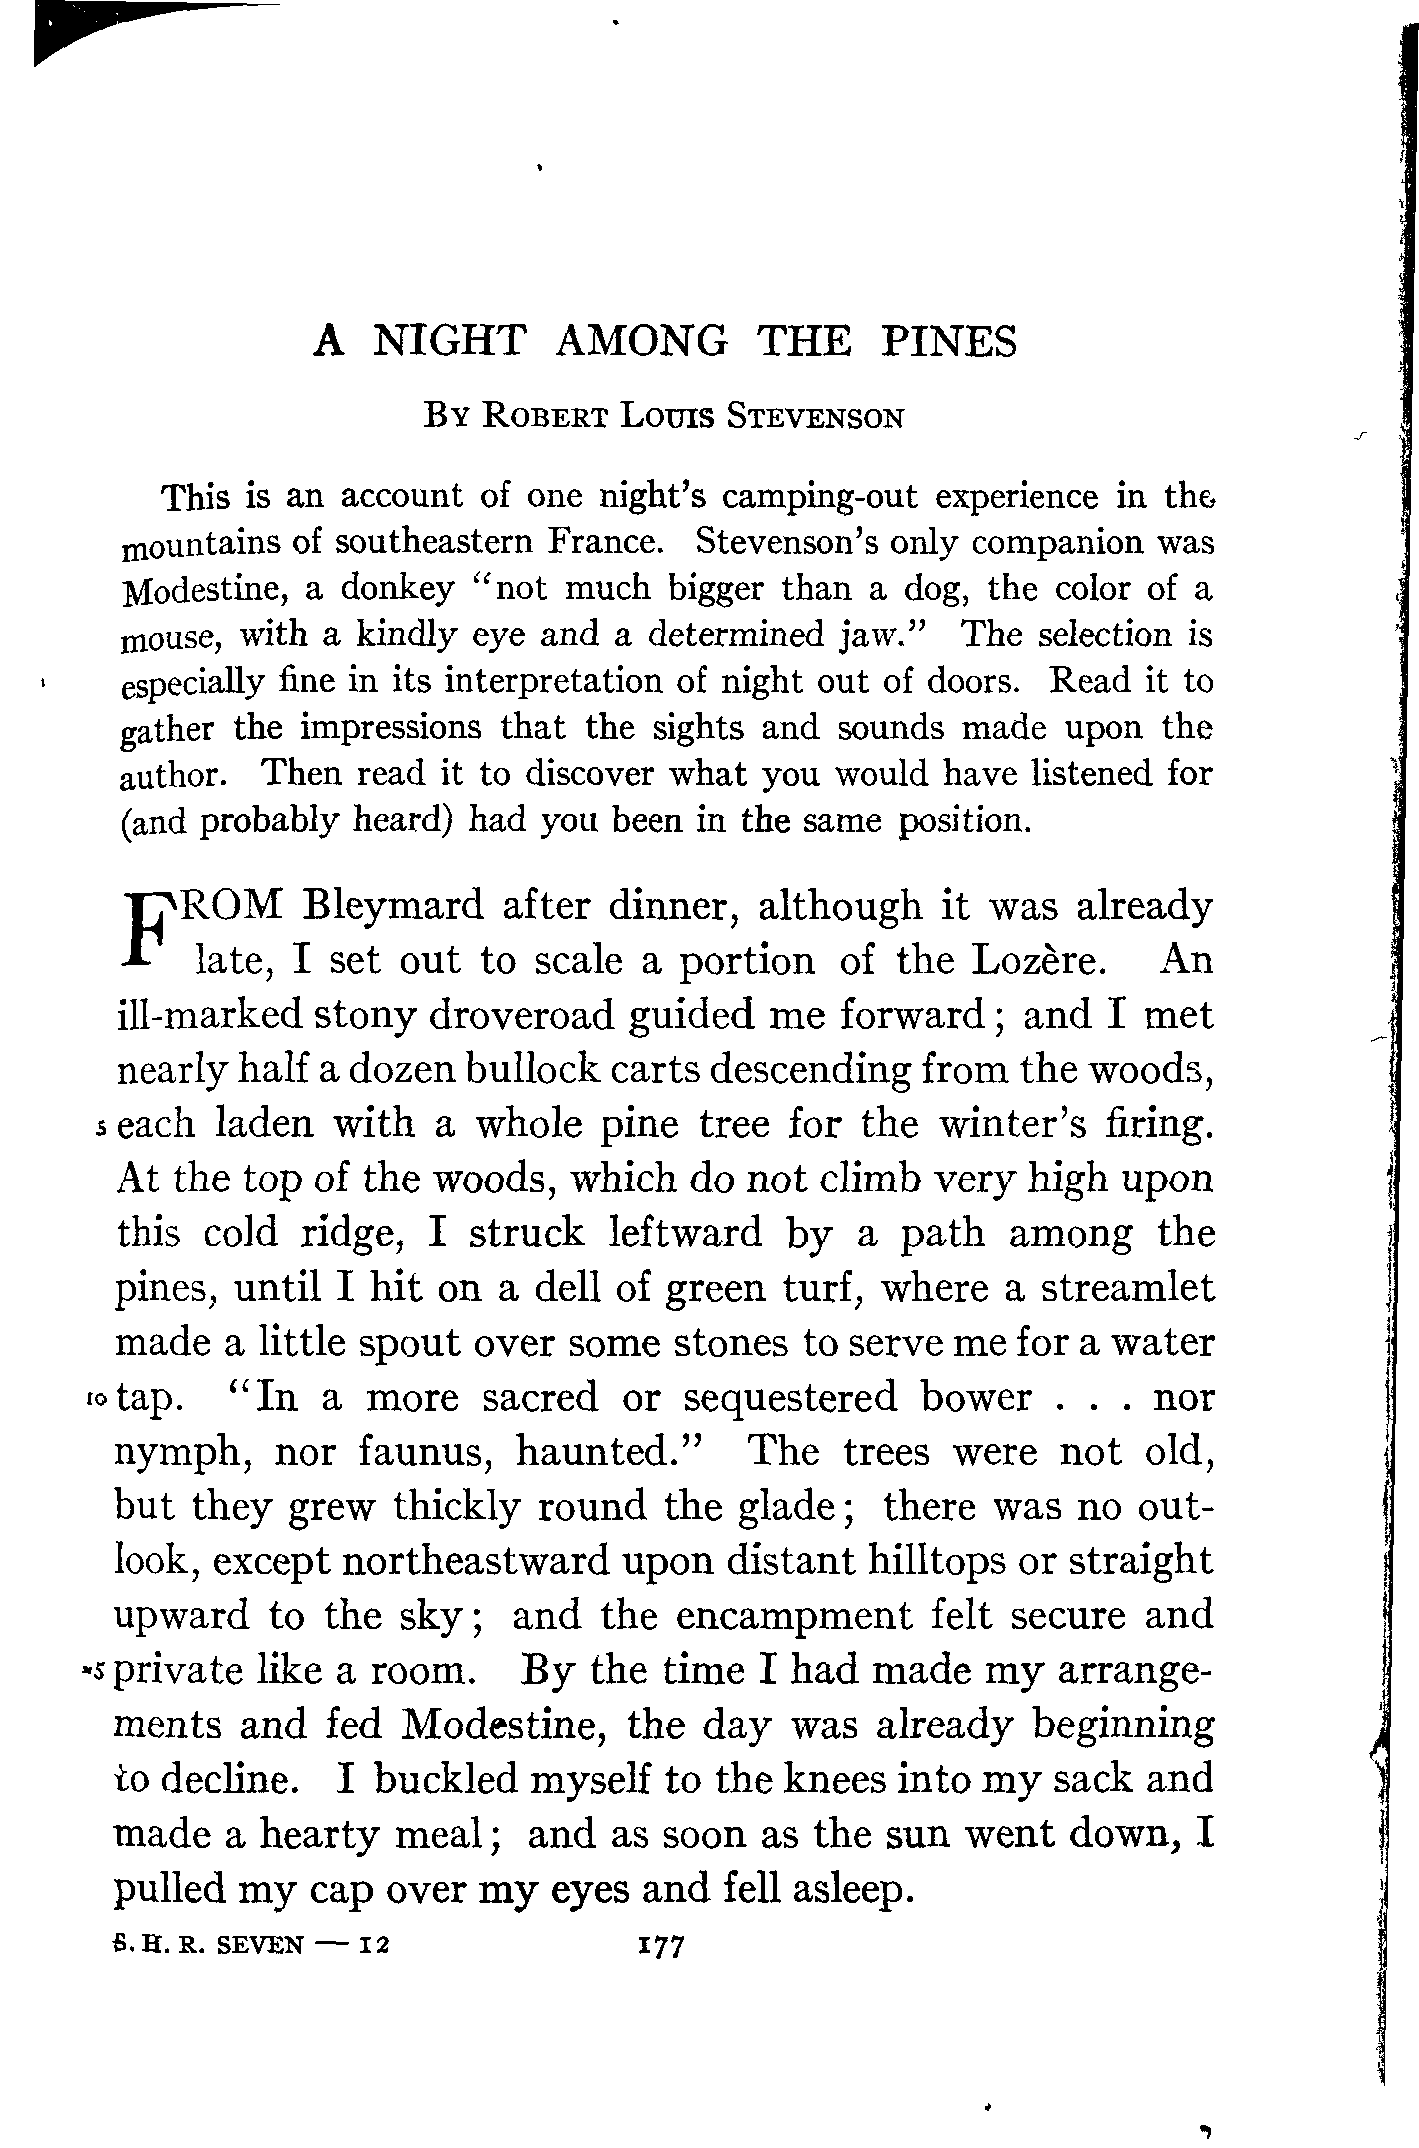 A NIGHT AMONG THE PINES
By Robert Louis Stevenson
This is an account of one night's camping-out experience in the
mountains of southeastern France. Stevenson's only companion was
Modestine, a donkey “not much bigger than a dog, the color of a
mouse, with a kindly eye and a determined jaw.” The selection is
especially fine in its interpretation of night out of doors. Read it to
gather the impressions that the sights and sounds made upon the
author. Then read it to discover what you would have listened for
(and probably heard) had you been in the same position.
FROM Bleymard after dinner, although it was already
late, I set out to scale a portion of the Lozère. An
ill-marked stony droveroad guided me forward; and I met
nearly half a dozen bullock carts descending from the woods,
5 each laden with a whole pine tree for the winter's firing.
At the top of the woods, which do not climb very high upon
this cold ridge, I struck leftward by a path among the
pines, until I hit on a dell of green turf, where a streamlet
made a little spout over some stones to serve me for a water
10 tap. “In a more sacred or sequestered bower . . . nor
nymph, nor faunus, haunted.” The trees were not old,
but they grew thickly round the glade; there was no out-
look, except northeastward upon distant hilltops or straight
upward to the sky; and the encampment felt secure and
15 private like a room. By the time I had made my arrange-
ments and fed Modestine, the day was already beginning
to decline. I buckled myself to the knees into my sack and
made a hearty meal; and as soon as the sun went down, I
pulled my cap over my eyes and fell asleep.
S. H. R. SEVEN — 12 177